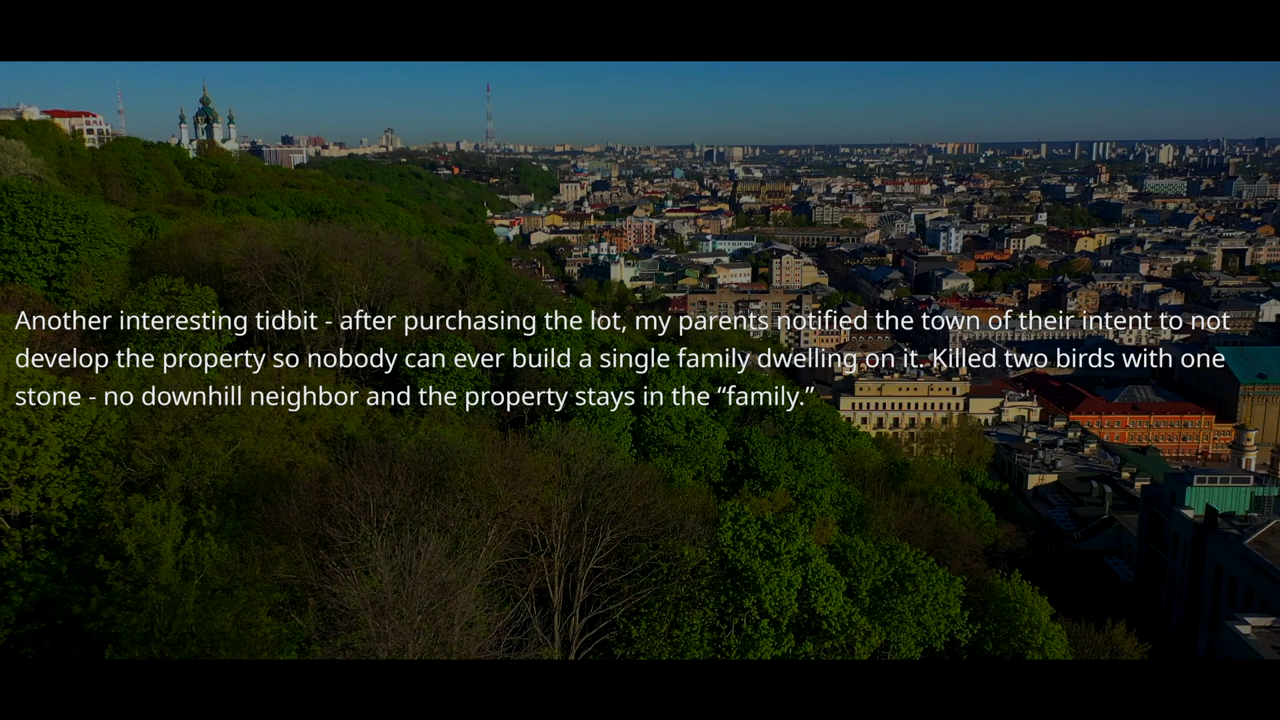 Another interesting tidbit - after purchasing the lot, my parents notified the town of their intent to not
develop the property so nobody can ever build a single family dwelling on it. Killed two birds with one
stone - no downhill neighbor and the property stays in the “family.”